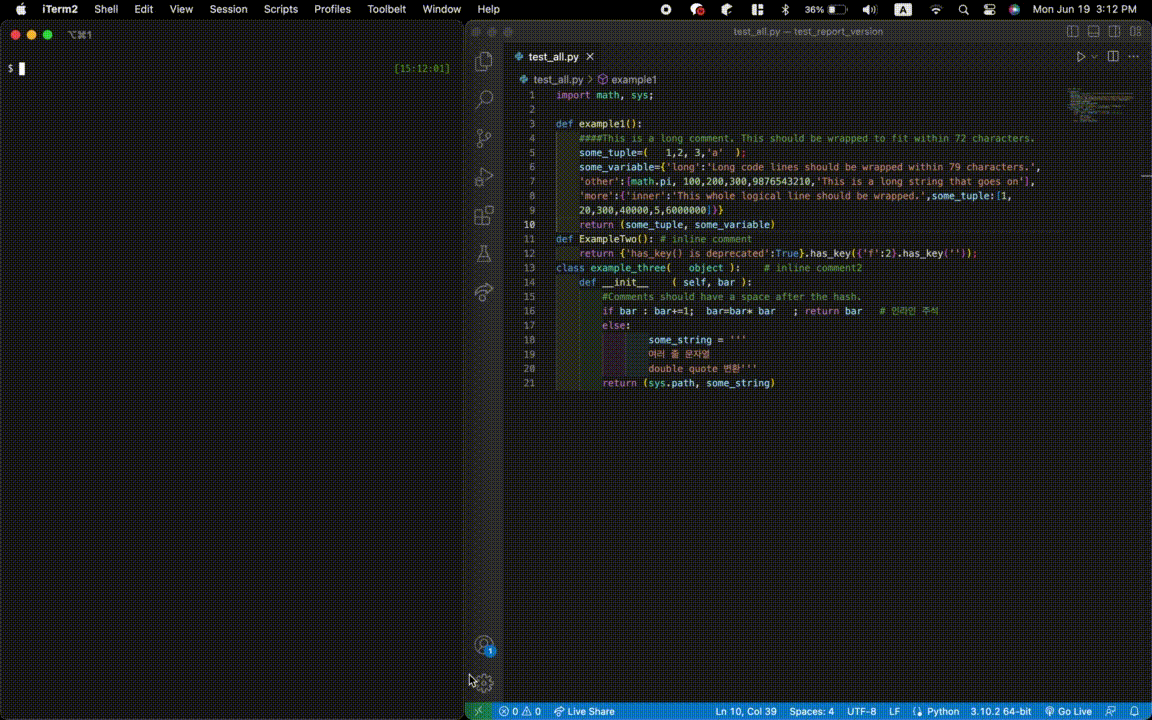 iTerm2 Shell Edit View Session Scripts Profiles Toolbelt Window Help 36% A Mon Jun 19 3:12 PM
⌥⌘1
$ [15:12:01]
test_all.py — test_report_version
test_all.py ×
test_all.py > example1
1 import math, sys;
2
3 def example1():
4 ####This is a long comment. This should be wrapped to fit within 72 characters.
5 some_tuple=(   1,2, 3,'a'  );
6 some_variable={'long':'Long code lines should be wrapped within 79 characters.',
7 'other':[math.pi, 100,200,300,9876543210,'This is a long string that goes on'],
8 'more':{'inner':'This whole logical line should be wrapped.',some_tuple:[1,
9 20,300,40000,5,6000000]}}
10 return (some_tuple, some_variable)
11 def ExampleTwo(): # inline comment
12 return {'has_key() is deprecated':True}.has_key({'f':2}.has_key(''));
13 class example_three(   object ):    # inline comment2
14 def __init__    ( self, bar ):
15 #Comments should have a space after the hash.
16 if bar : bar+=1;  bar=bar* bar   ; return bar   # 인라인 주석
17 else:
18 some_string = '''
19 여러 줄 문자열
20 double quote 변환'''
21 return (sys.path, some_string)
1
0 0 Live Share Ln 10, Col 39 Spaces: 4 UTF-8 LF Python 3.10.2 64-bit Go Live